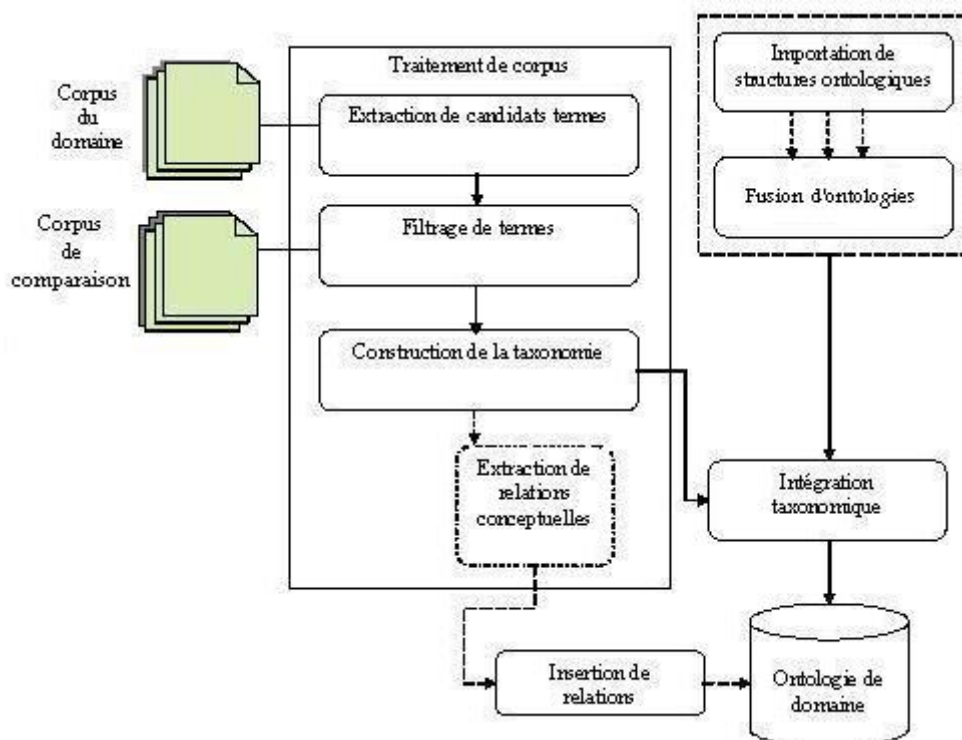 Traitement de corpus
Corpus
du
domaine
Extraction de candidats termes
Corpus
de
comparaison
Filtrage de termes
Construction de la taxonomie
Extraction de
relations
conceptuelles
Importation de
structures ontologiques
Fusion d'ontologies
Intégration
taxonomique
Insertion de
relations
Ontologie de
domaine